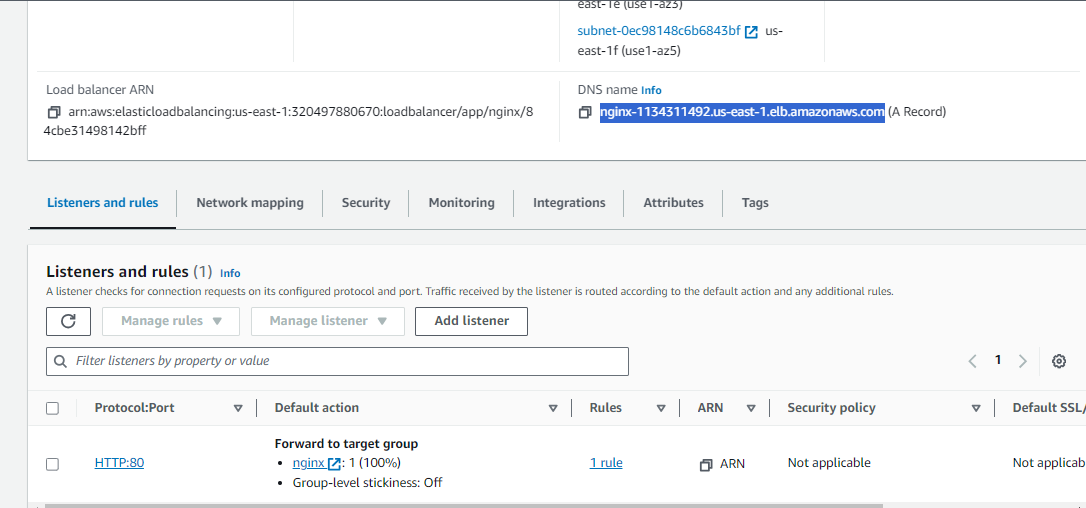 east-1e (use1-az3)
subnet-0ec98148c6b6843bf us-
east-1f (use1-az5)
Load balancer ARN
arn:aws:elasticloadbalancing:us-east-1:320497880670:loadbalancer/app/nginx/8
4cbe31498142bff
DNS name Info
nginx-1134311492.us-east-1.elb.amazonaws.com (A Record)
Listeners and rules Network mapping Security Monitoring Integrations Attributes Tags
Listeners and rules (1) Info
A listener checks for connection requests on its configured protocol and port. Traffic received by the listener is routed according to the default action and any additional rules.
Manage rules Manage listener Add listener
Filter listeners by property or value
1
Protocol:Port Default action Rules ARN Security policy Default SSL/
Forward to target group
HTTP:80 • nginx : 1 (100%) 1 rule ARN Not applicable Not applicab
• Group-level stickiness: Off